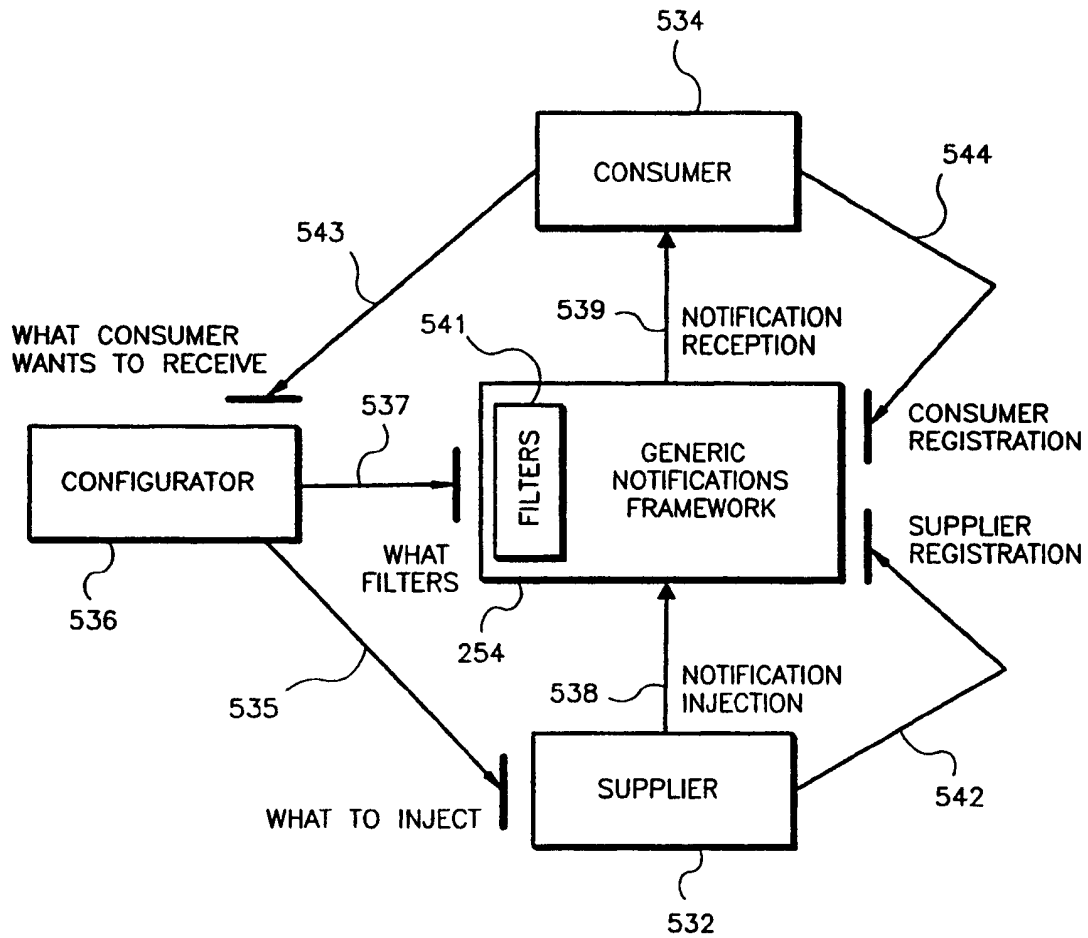 534
CONSUMER
544
543
WHAT CONSUMER
WANTS TO RECEIVE
541
539
NOTIFICATION
RECEPTION
537
CONFIGURATOR
FILTERS
GENERIC
NOTIFICATIONS
FRAMEWORK
CONSUMER
REGISTRATION
SUPPLIER
REGISTRATION
WHAT
FILTERS
536
254
535
538
NOTIFICATION
INJECTION
SUPPLIER
542
WHAT TO INJECT
532